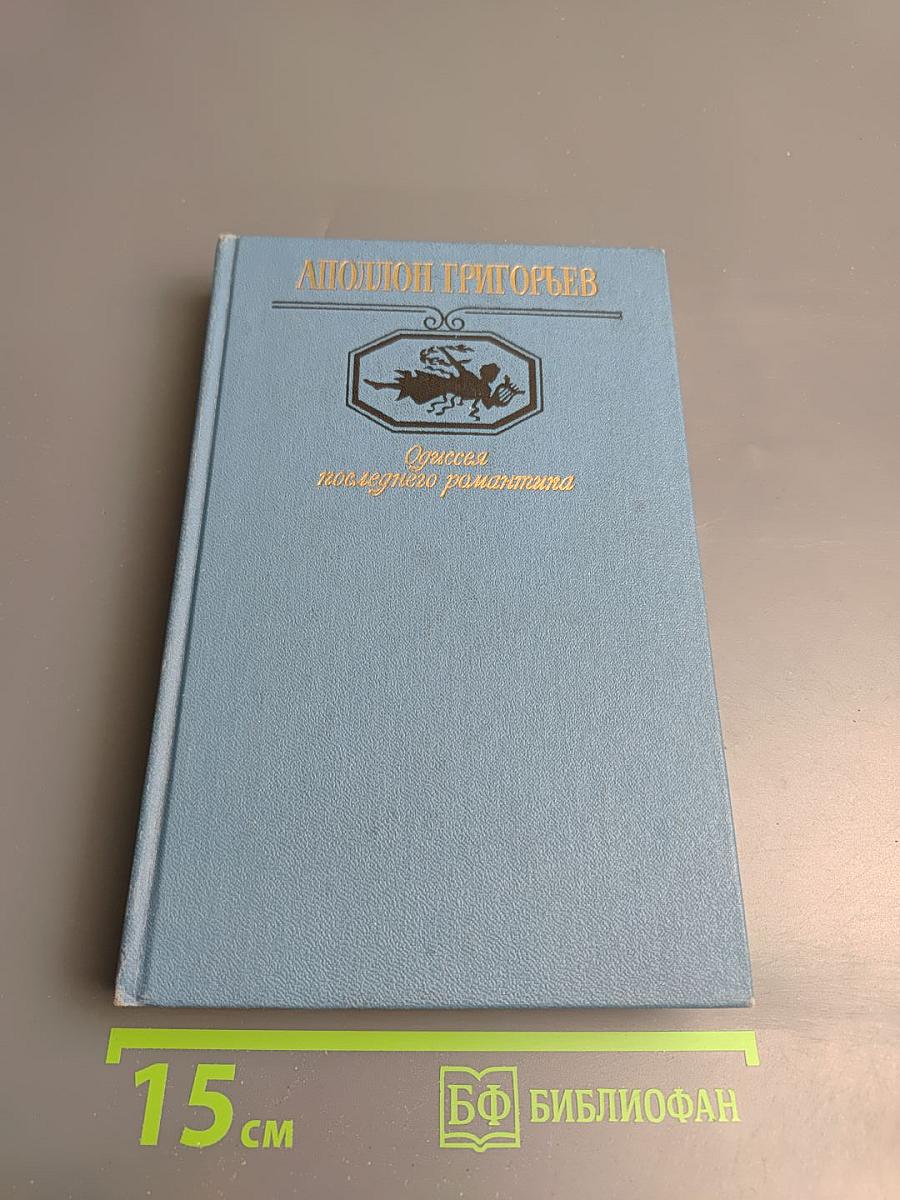 АПОЛЛОН ГРИГОРЬЕВ
Одиссея
последнего романтика
15 см
БФ БИБЛИОФАН